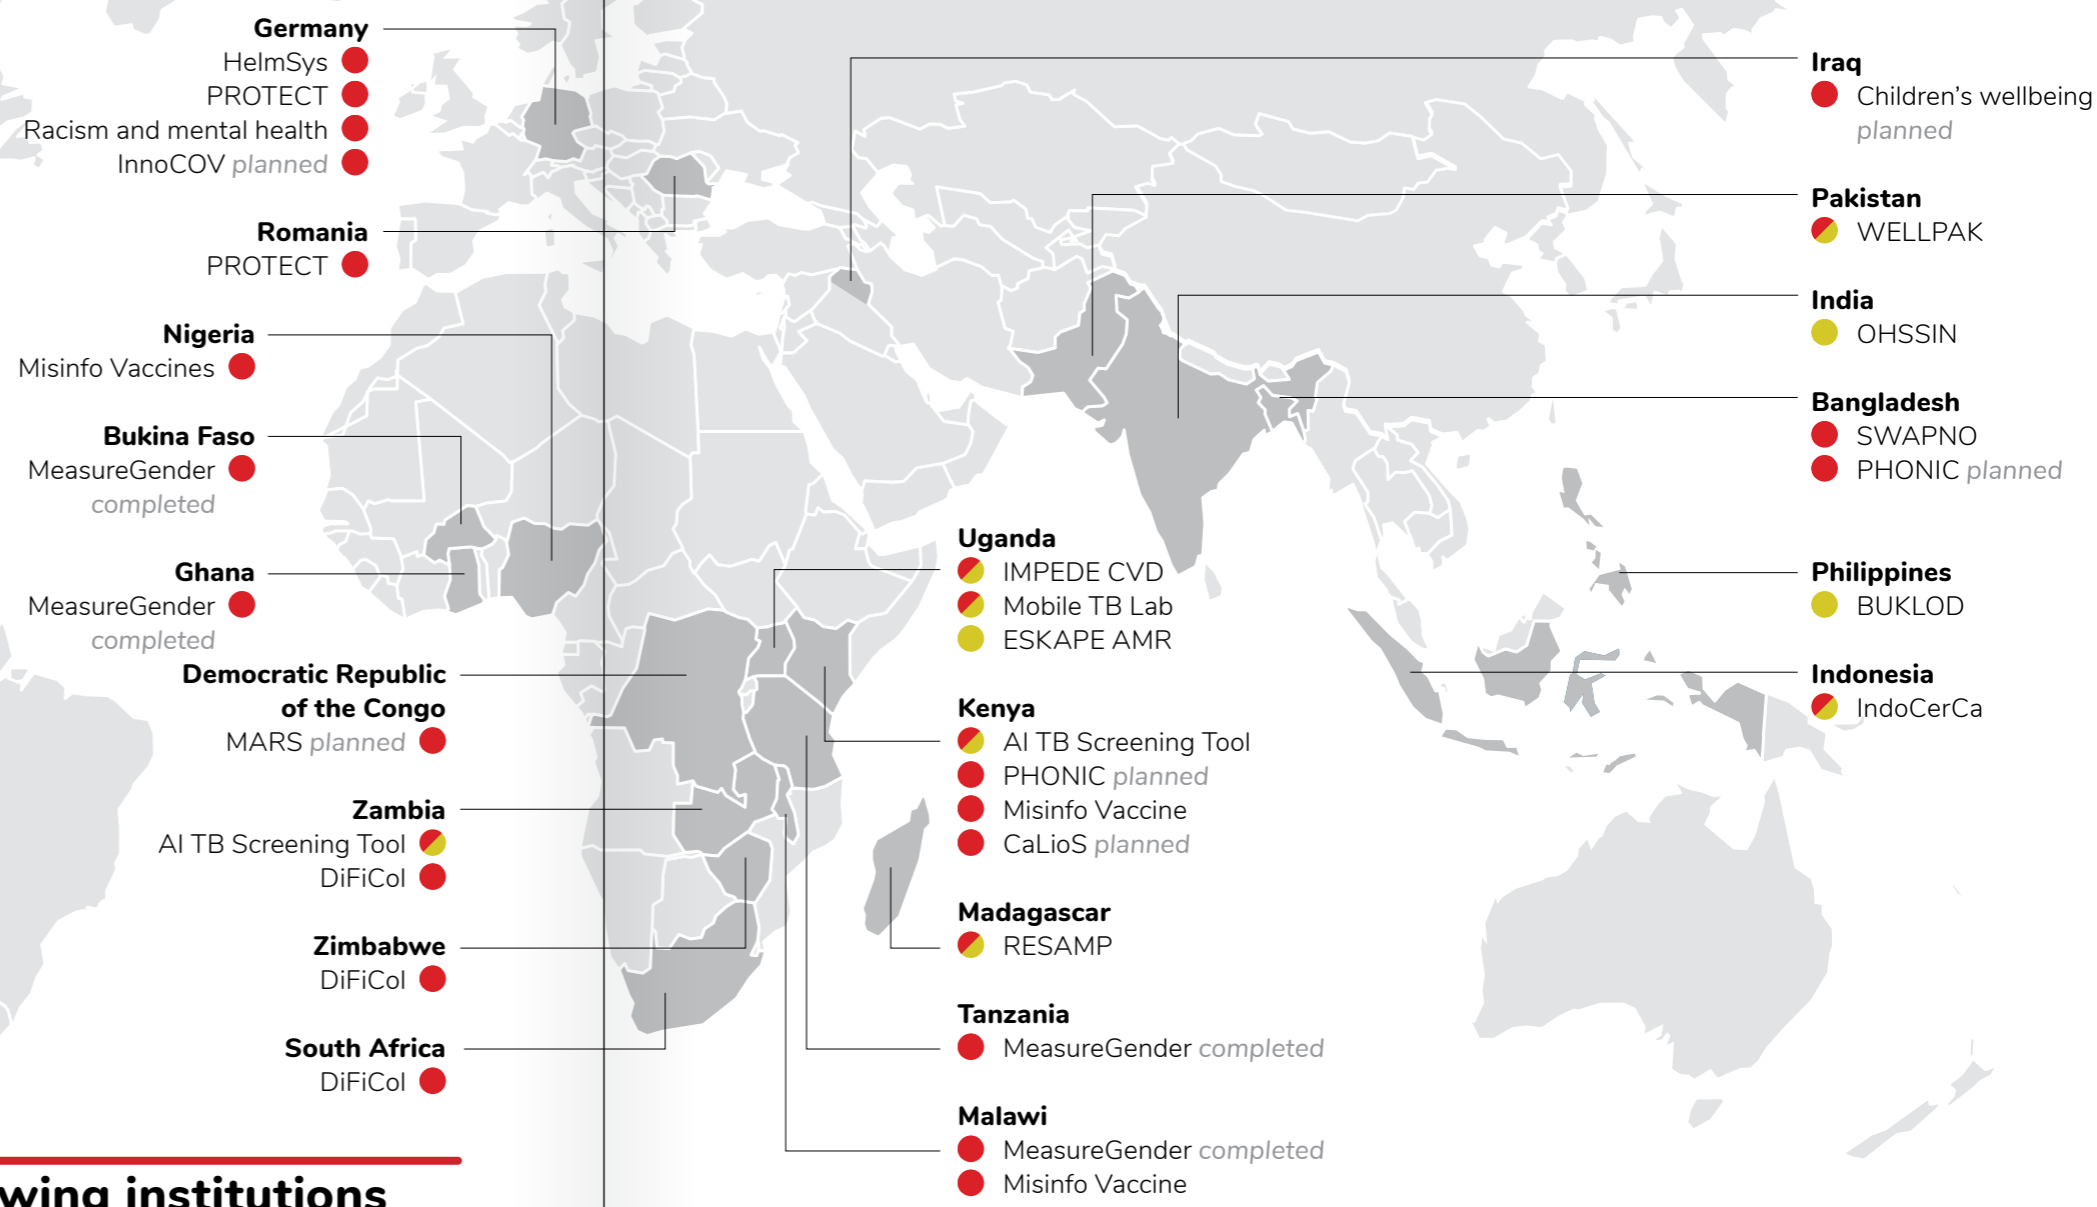 Germany
HelmSys
PROTECT
Racism and mental health
InnoCOV planned
Romania
PROTECT
Nigeria
Misinfo Vaccines
Bukina Faso
MeasureGender
completed
Ghana
MeasureGender
completed
Democratic Republic
of the Congo
MARS planned
Zambia
AI TB Screening Tool
DiFiCol
Zimbabwe
DiFiCol
South Africa
DiFiCol
Uganda
IMPEDE CVD
Mobile TB Lab
ESKAPE AMR
Kenya
AI TB Screening Tool
PHONIC planned
Misinfo Vaccine
CaLioS planned
Madagascar
RESAMP
Tanzania
MeasureGender completed
Malawi
MeasureGender completed
Misinfo Vaccine
Iraq
Children’s wellbeing
planned
Pakistan
WELLPAK
India
OHSSIN
Bangladesh
SWAPNO
PHONIC planned
Philippines
BUKLOD
Indonesia
IndoCerCa
wing institutions